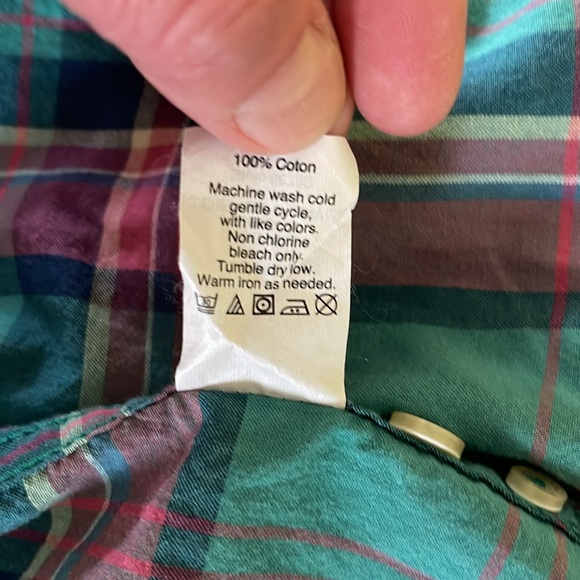 100% Coton
Machine wash cold
gentle cycle,
with like colors.
Non chlorine
bleach only.
Tumble dry low.
Warm iron as needed.